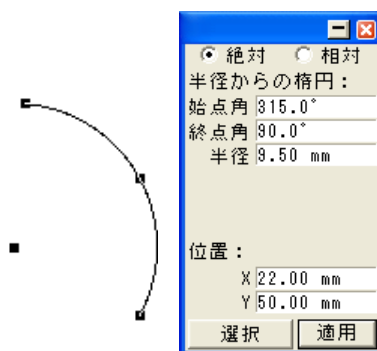 絶対 相対
半径からの楕円：
始点角 315.0°
終点角 90.0°
半径 9.50 mm
位置：
X 22.00 mm
Y 50.00 mm
選択 適用